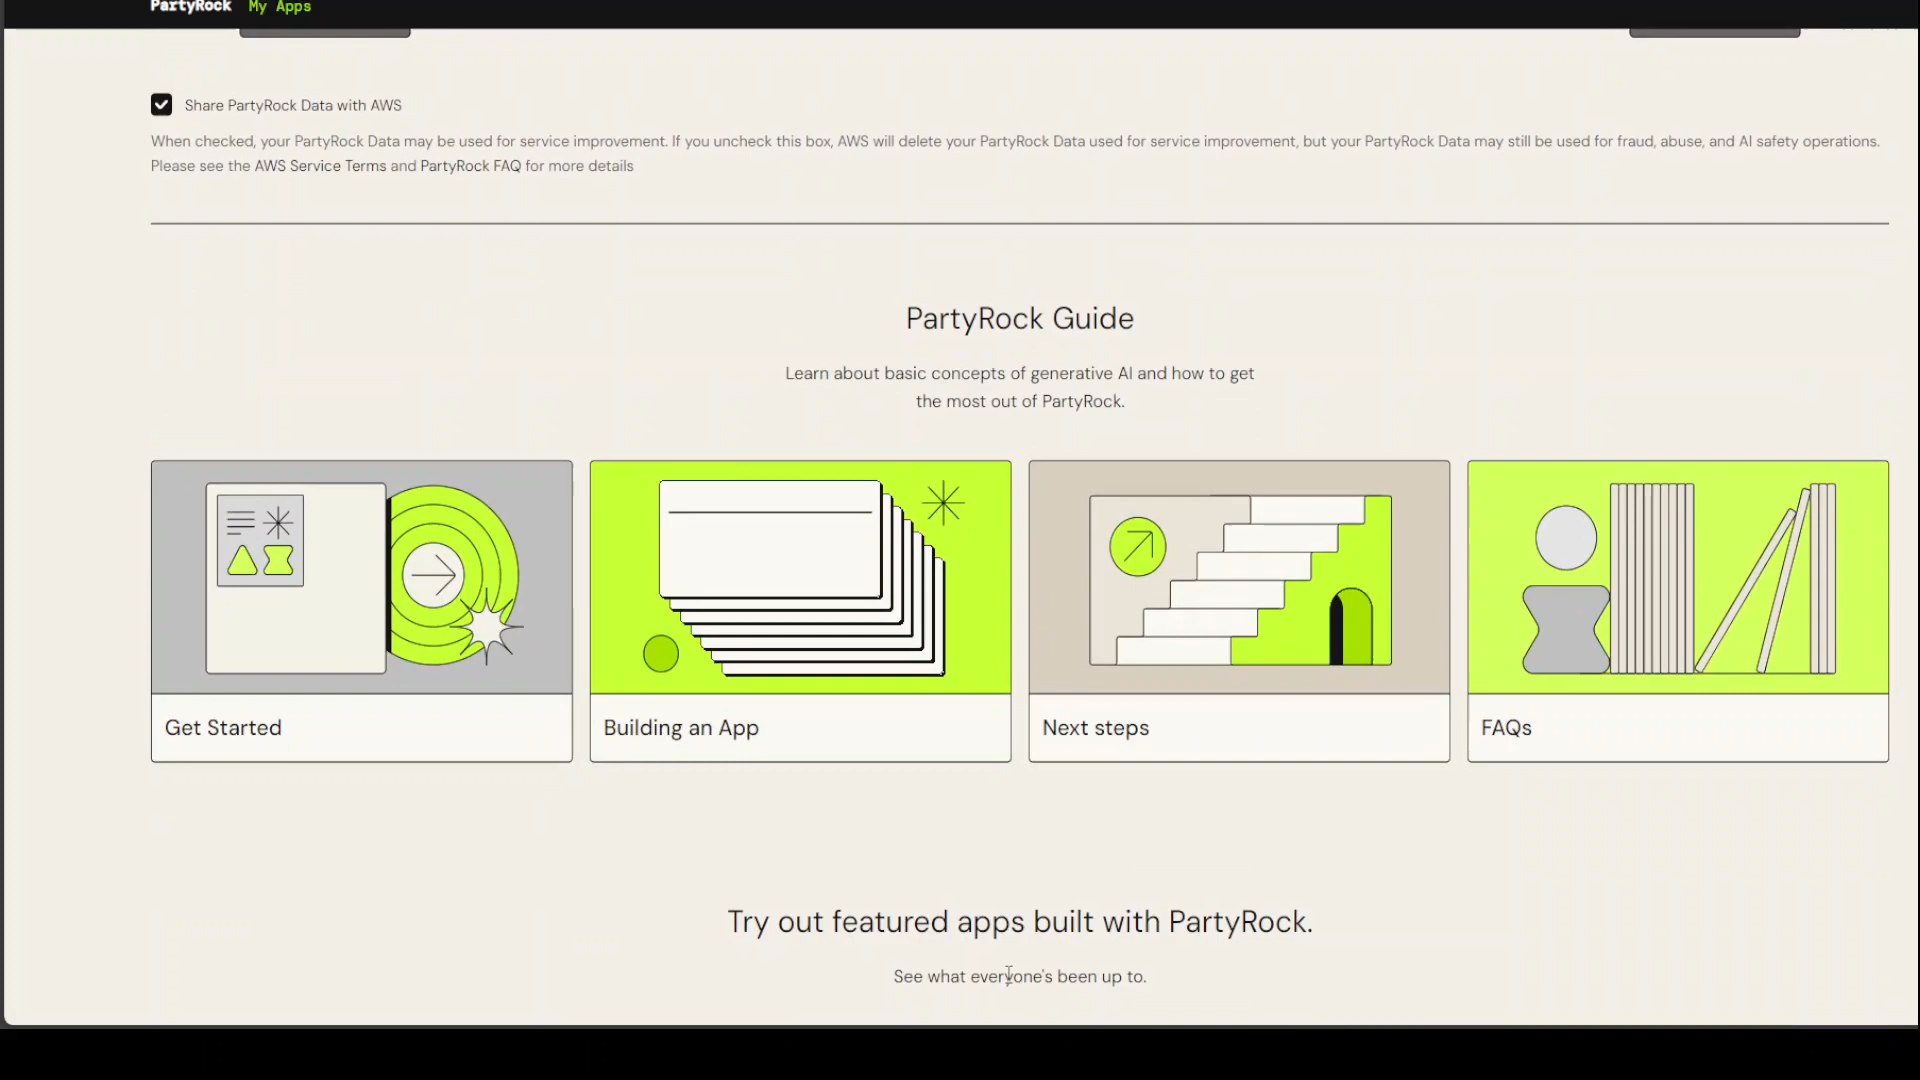 PartyRock My Apps
Share PartyRock Data with AWS
When checked, your PartyRock Data may be used for service improvement. If you uncheck this box, AWS will delete your PartyRock Data used for service improvement, but your PartyRock Data may still be used for fraud, abuse, and AI safety operations.
Please see the AWS Service Terms and PartyRock FAQ for more details
PartyRock Guide
Learn about basic concepts of generative AI and how to get
the most out of PartyRock.
Get Started
Building an App
Next steps
FAQs
Try out featured apps built with PartyRock.
See what everyone's been up to.